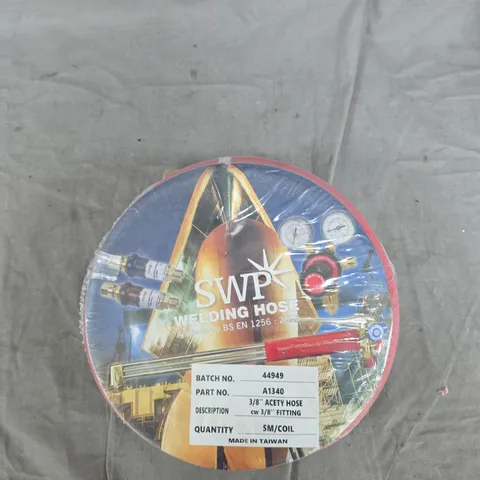 SWP
WELDING HOSE
BS EN 1256 :
BATCH NO. 44949
PART NO. A1340
DESCRIPTION 3/8" ACETY HOSE
cw 3/8" FITTING
QUANTITY 5M/COIL
MADE IN TAIWAN